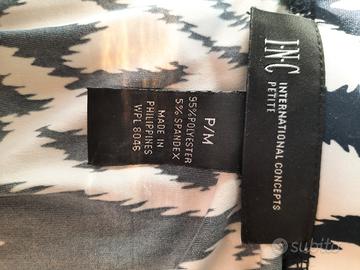 I·N·C
INTERNATIONAL CONCEPTS
PETITE
P/M
95% POLYESTER
5% SPANDEX
MADE IN
PHILIPPINES
WPL 8046
subito